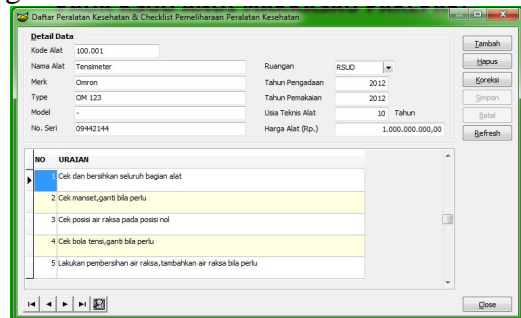 Daftar Peralatan Kesehatan & Checklist Pemeliharaan Peralatan Kesehatan
Detail Data
Kode Alat 100.001
Nama Alat Tensimeter Ruangan RSUD
Merk Omron Tahun Pengadaan 2012
Type OM 123 Tahun Pemakaian 2012
Model - Usia Teknis Alat 10 Tahun
No. Seri 09442144 Harga Alat (Rp.) 1.000.000.000,00
Tambah
Hapus
Koreksi
Simpan
Batal
Refresh
NO URAIAN
1 Cek dan bersihkan seluruh bagian alat
2 Cek manset,ganti bila perlu
3 Cek posisi air raksa pada posisi nol
4 Cek bola tensi,ganti bila perlu
5 Lakukan pembersihan air raksa,tambahkan air raksa bila perlu
Close